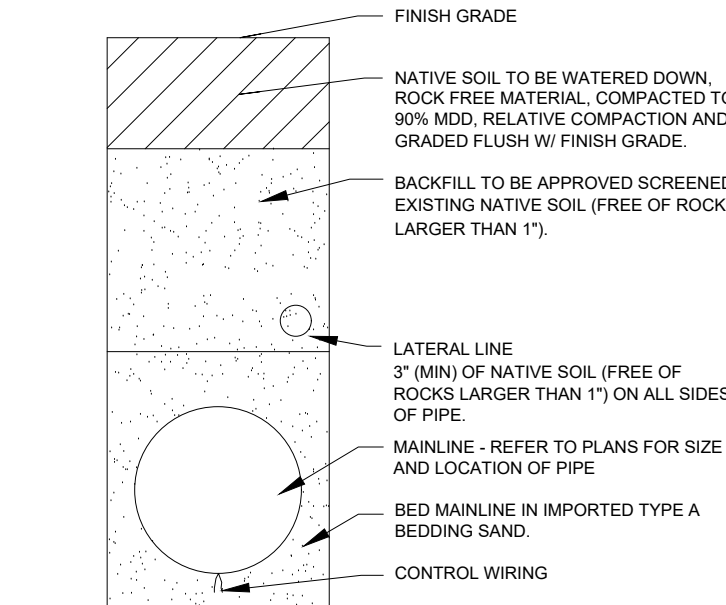 FINISH GRADE
NATIVE SOIL TO BE WATERED DOWN,
ROCK FREE MATERIAL, COMPACTED TO
90% MDD, RELATIVE COMPACTION AND
GRADED FLUSH W/ FINISH GRADE.
BACKFILL TO BE APPROVED SCREENED
EXISTING NATIVE SOIL (FREE OF ROCK
LARGER THAN 1").
LATERAL LINE
3" (MIN) OF NATIVE SOIL (FREE OF
ROCKS LARGER THAN 1") ON ALL SIDES
OF PIPE.
MAINLINE - REFER TO PLANS FOR SIZE
AND LOCATION OF PIPE
BED MAINLINE IN IMPORTED TYPE A
BEDDING SAND.
CONTROL WIRING